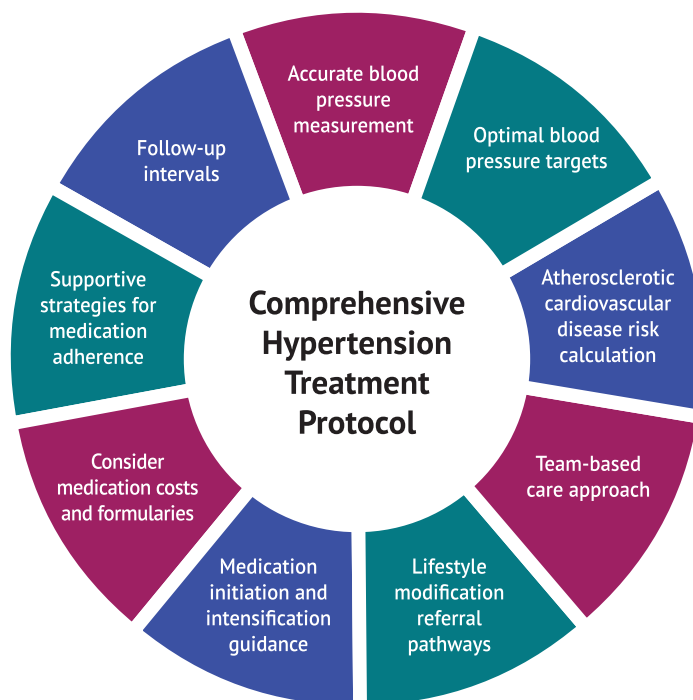 Accurate blood
pressure
measurement
Optimal blood
pressure targets
Atherosclerotic
cardiovascular
disease risk
calculation
Team-based
care approach
Lifestyle
modification
referral
pathways
Medication
initiation and
intensification
guidance
Consider
medication costs
and formularies
Supportive
strategies for
medication
adherence
Follow-up
intervals
Comprehensive
Hypertension
Treatment
Protocol